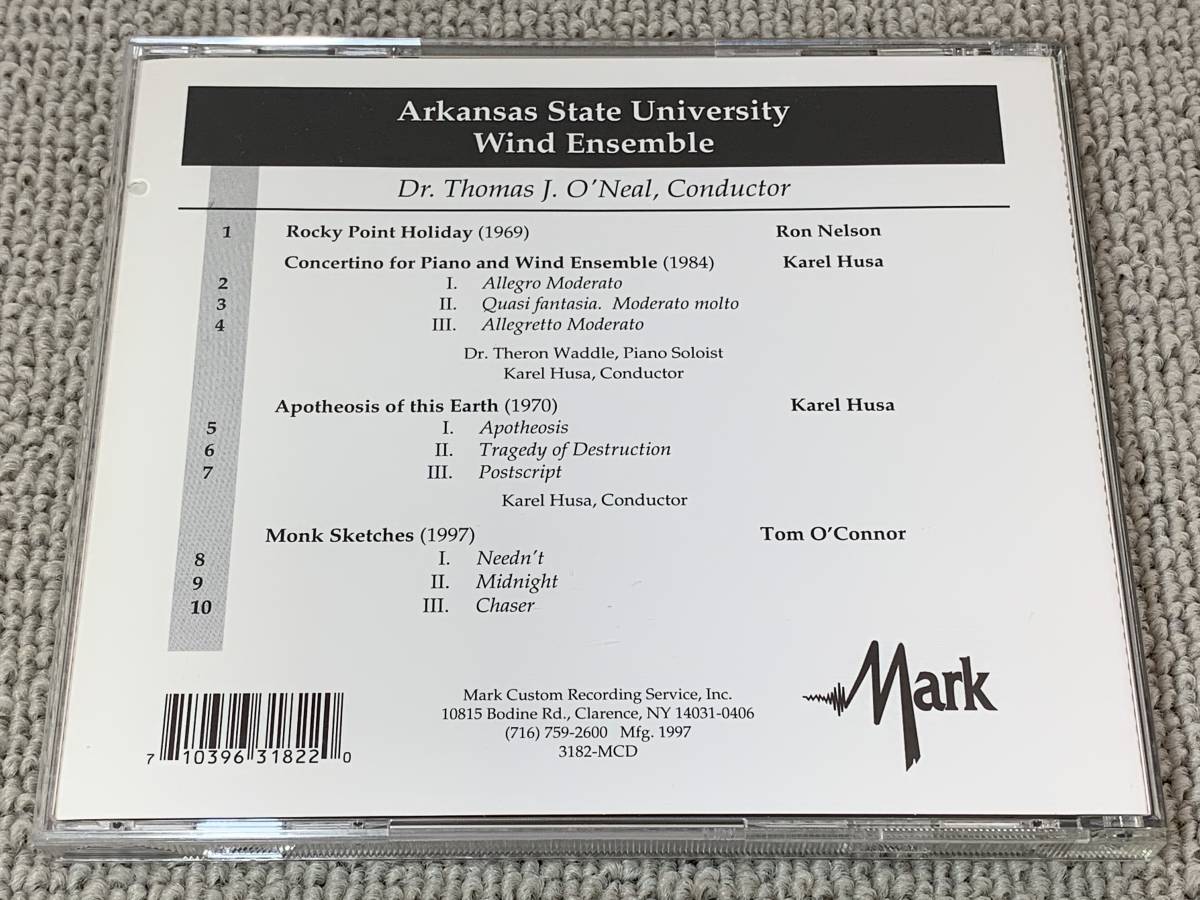 Arkansas State University
Wind Ensemble
Dr. Thomas J. O'Neal, Conductor
1 Rocky Point Holiday (1969) Ron Nelson
Concertino for Piano and Wind Ensemble (1984) Karel Husa
2 I. Allegro Moderato
3 II. Quasi fantasia. Moderato molto
4 III. Allegretto Moderato
Dr. Theron Waddle, Piano Soloist
Karel Husa, Conductor
Apotheosis of this Earth (1970) Karel Husa
5 I. Apotheosis
6 II. Tragedy of Destruction
7 III. Postscript
Karel Husa, Conductor
Monk Sketches (1997) Tom O'Connor
8 I. Needn't
9 II. Midnight
10 III. Chaser
Mark Custom Recording Service, Inc.
10815 Bodine Rd., Clarence, NY 14031-0406
(716) 759-2600 Mfg. 1997
3182-MCD
7 10396 31822 0
Mark